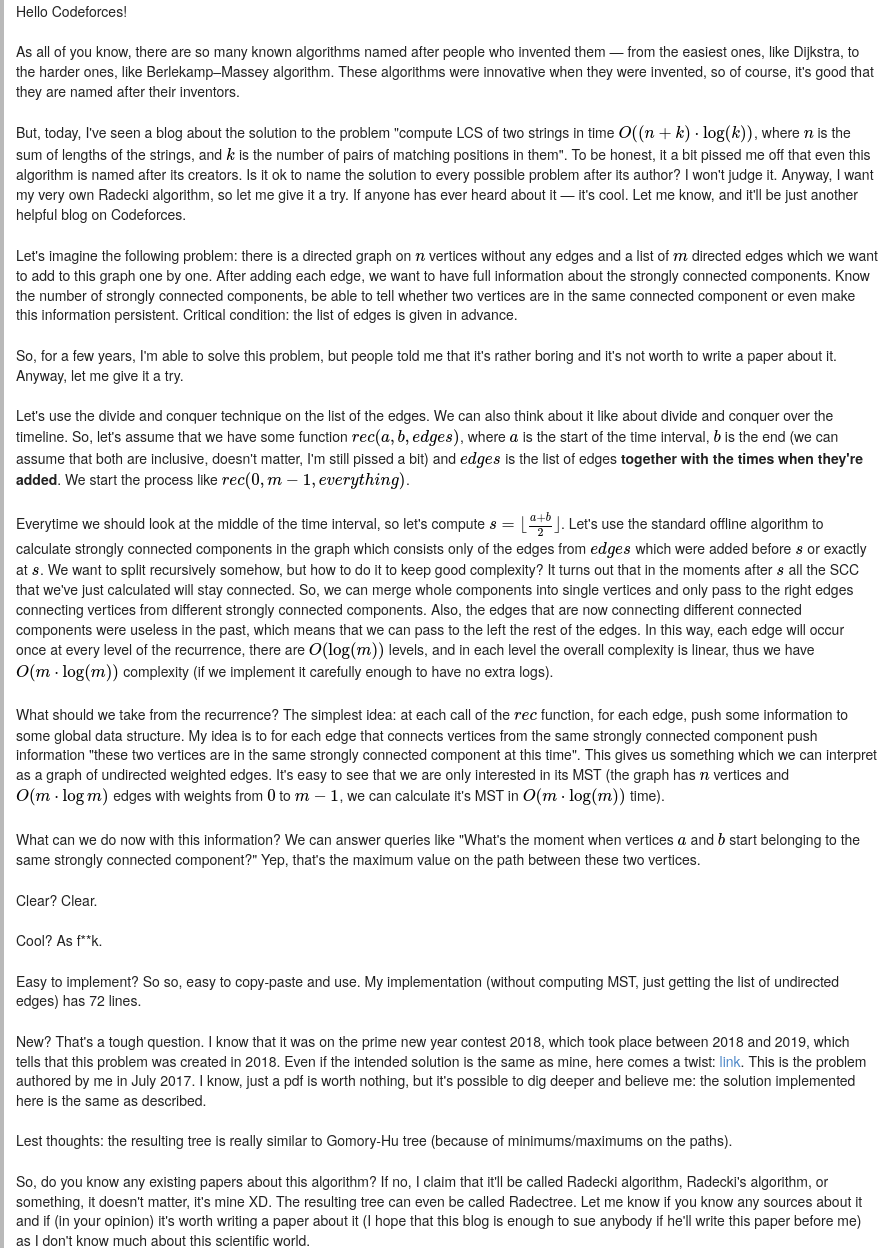 Hello Codeforces!
As all of you know, there are so many known algorithms named after people who invented them — from the easiest ones, like Dijkstra, to
the harder ones, like Berlekamp–Massey algorithm. These algorithms were innovative when they were invented, so of course, it's good that
they are named after their inventors.
But, today, I've seen a blog about the solution to the problem "compute LCS of two strings in time O((n + k) · log(k)), where n is the
sum of lengths of the strings, and k is the number of pairs of matching positions in them". To be honest, it a bit pissed me off that even this
algorithm is named after its creators. Is it ok to name the solution to every possible problem after its author? I won't judge it. Anyway, I want
my very own Radecki algorithm, so let me give it a try. If anyone has ever heard about it — it's cool. Let me know, and it'll be just another
helpful blog on Codeforces.
Let's imagine the following problem: there is a directed graph on n vertices without any edges and a list of m directed edges which we want
to add to this graph one by one. After adding each edge, we want to have full information about the strongly connected components. Know
the number of strongly connected components, be able to tell whether two vertices are in the same connected component or even make
this information persistent. Critical condition: the list of edges is given in advance.
So, for a few years, I'm able to solve this problem, but people told me that it's rather boring and it's not worth to write a paper about it.
Anyway, let me give it a try.
Let's use the divide and conquer technique on the list of the edges. We can also think about it like about divide and conquer over the
timeline. So, let's assume that we have some function rec(a, b, edges), where a is the start of the time interval, b is the end (we can
assume that both are inclusive, doesn't matter, I'm still pissed a bit) and edges is the list of edges together with the times when they're
added. We start the process like rec(0, m − 1, everything).
Everytime we should look at the middle of the time interval, so let's compute s = ⌊(a+b)/2⌋. Let's use the standard offline algorithm to
calculate strongly connected components in the graph which consists only of the edges from edges which were added before s or exactly
at s. We want to split recursively somehow, but how to do it to keep good complexity? It turns out that in the moments after s all the SCC
that we've just calculated will stay connected. So, we can merge whole components into single vertices and only pass to the right edges
connecting vertices from different strongly connected components. Also, the edges that are now connecting different connected
components were useless in the past, which means that we can pass to the left the rest of the edges. In this way, each edge will occur
once at every level of the recurrence, there are O(log(m)) levels, and in each level the overall complexity is linear, thus we have
O(m · log(m)) complexity (if we implement it carefully enough to have no extra logs).
What should we take from the recurrence? The simplest idea: at each call of the rec function, for each edge, push some information to
some global data structure. My idea is to for each edge that connects vertices from the same strongly connected component push
information "these two vertices are in the same strongly connected component at this time". This gives us something which we can interpret
as a graph of undirected weighted edges. It's easy to see that we are only interested in its MST (the graph has n vertices and
O(m · log m) edges with weights from 0 to m − 1, we can calculate it's MST in O(m · log(m)) time).
What can we do now with this information? We can answer queries like "What's the moment when vertices a and b start belonging to the
same strongly connected component?" Yep, that's the maximum value on the path between these two vertices.
Clear? Clear.
Cool? As f**k.
Easy to implement? So so, easy to copy-paste and use. My implementation (without computing MST, just getting the list of undirected
edges) has 72 lines.
New? That's a tough question. I know that it was on the prime new year contest 2018, which took place between 2018 and 2019, which
tells that this problem was created in 2018. Even if the intended solution is the same as mine, here comes a twist: link. This is the problem
authored by me in July 2017. I know, just a pdf is worth nothing, but it's possible to dig deeper and believe me: the solution implemented
here is the same as described.
Lest thoughts: the resulting tree is really similar to Gomory-Hu tree (because of minimums/maximums on the paths).
So, do you know any existing papers about this algorithm? If no, I claim that it'll be called Radecki algorithm, Radecki's algorithm, or
something, it doesn't matter, it's mine XD. The resulting tree can even be called Radectree. Let me know if you know any sources about it
and if (in your opinion) it's worth writing a paper about it (I hope that this blog is enough to sue anybody if he'll write this paper before me)
as I don't know much about this scientific world.